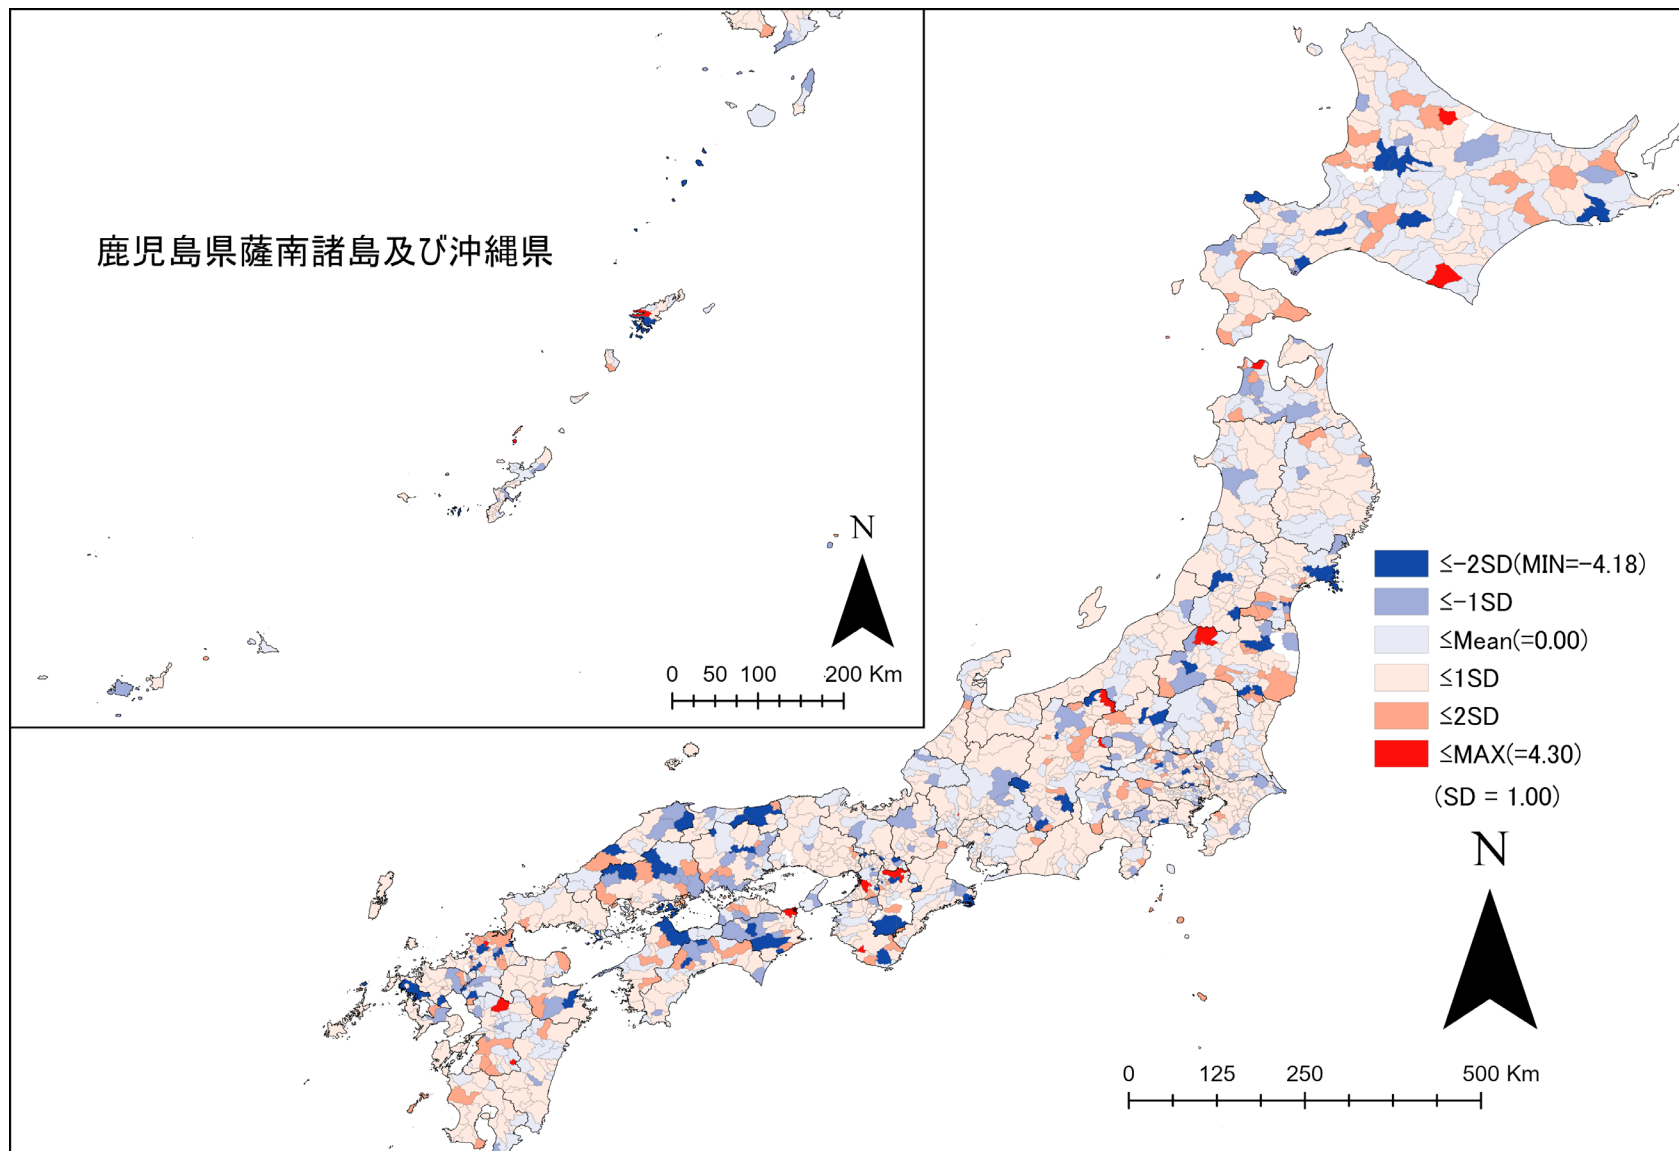 鹿児島県薩南諸島及び沖縄県
N
0 50 100 200 Km
≤-2SD(MIN=-4.18)
≤-1SD
≤Mean(=0.00)
≤1SD
≤2SD
≤MAX(=4.30)
(SD = 1.00)
N
0 125 250 500 Km